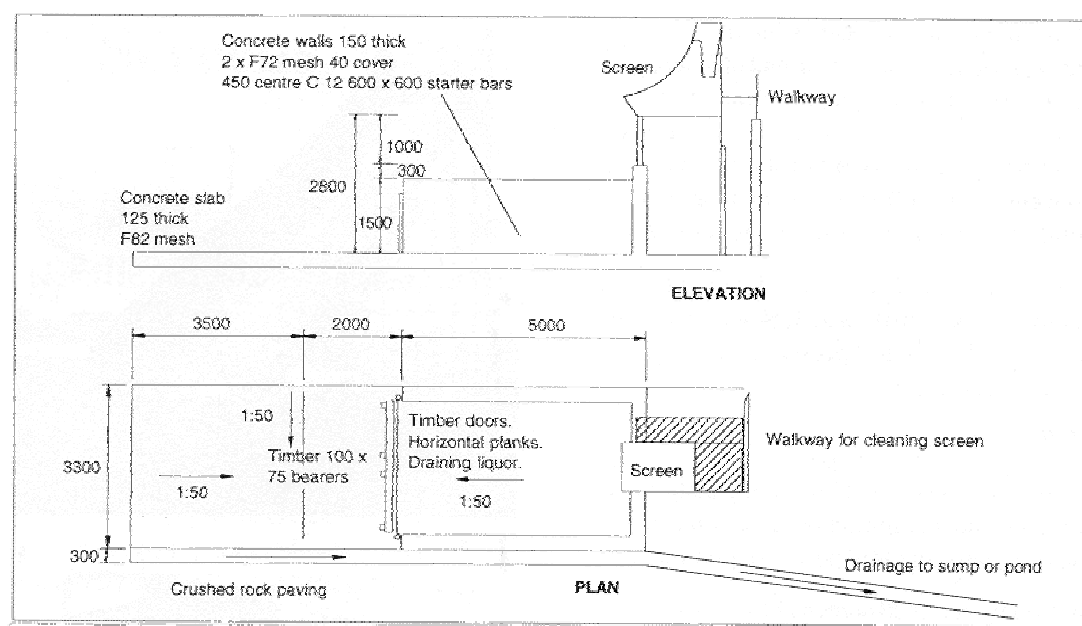 Concrete walls 150 thick
2 x F72 mesh 40 cover
450 centre C 12 600 x 600 starter bars
Screen
Walkway
1000
300
2800
1500
Concrete slab
125 thick
F62 mesh
ELEVATION
3500
2000
5000
1:50
Timber 100 x
75 bearers
1:50
Timber doors.
Horizontal planks.
Draining liquor.
1:50
Screen
Walkway for cleaning screen
3300
300
Crushed rock paving
PLAN
Drainage to sump or pond